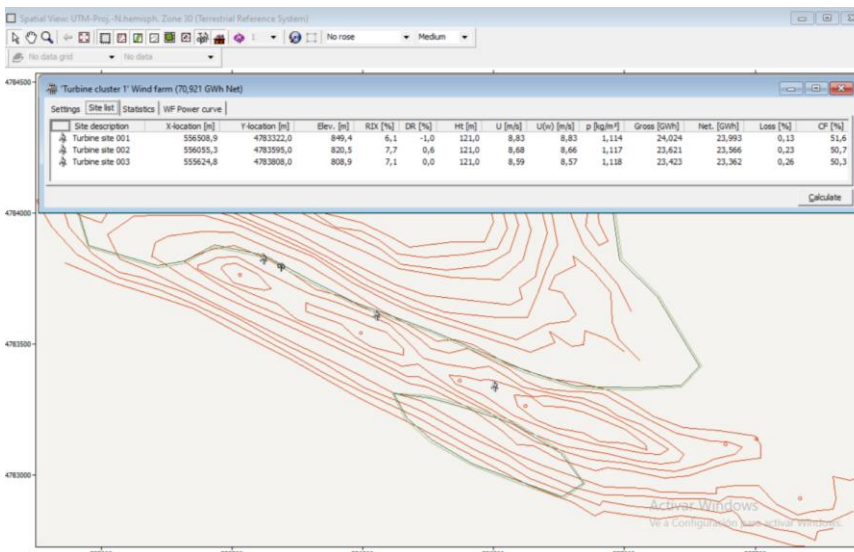 Spatial View: UTM-Proj.-N.hemisph. Zone 30 (Terrestrial Reference System)
1 No rose Medium
No data grid No data
4784500
'Turbine cluster 1' Wind farm (70,921 GWh Net)
Settings Site list Statistics WF Power curve
Site description X-location [m] Y-location [m] Elev. [m] RIX [%] DR [%] Ht [m] U [m/s] U(w) [m/s] p [kg/m³] Gross [GWh] Net. [GWh] Loss [%] CF [%]
Turbine site 001 556508,9 4783322,0 849,4 6,1 -1,0 121,0 8,83 8,83 1,114 24,024 23,993 0,13 51,6
Turbine site 002 556055,3 4783595,0 820,5 7,7 0,6 121,0 8,68 8,66 1,117 23,621 23,566 0,23 50,7
Turbine site 003 555624,8 4783808,0 808,9 7,1 0,0 121,0 8,59 8,57 1,118 23,423 23,362 0,26 50,3
Calculate
4784000
4783500
4783000
Activar Windows
Ve a Configuración para activar Windows.